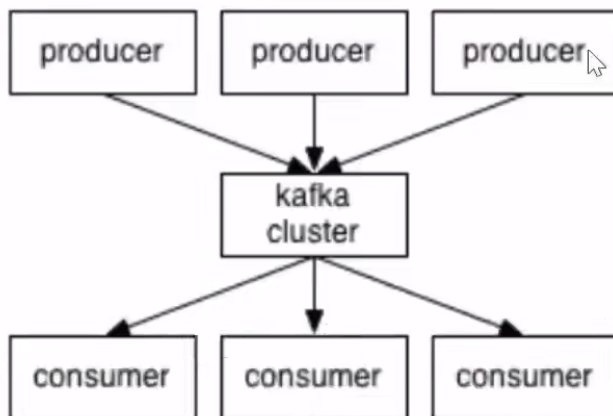 producer producer producer
kafka
cluster
consumer consumer consumer